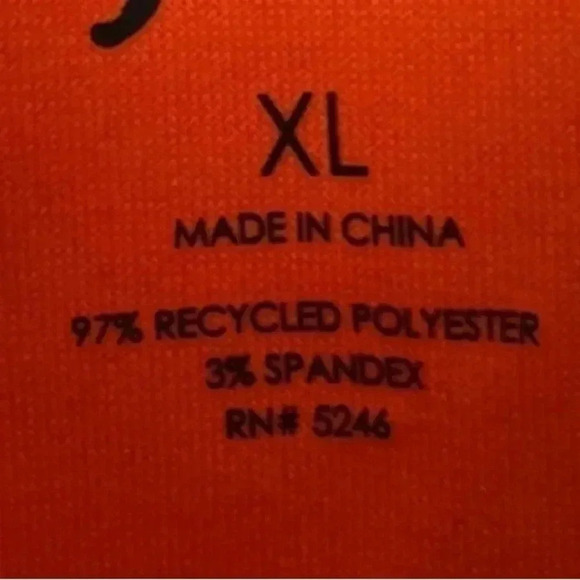 XL
MADE IN CHINA
97% RECYCLED POLYESTER
3% SPANDEX
RN# 5246